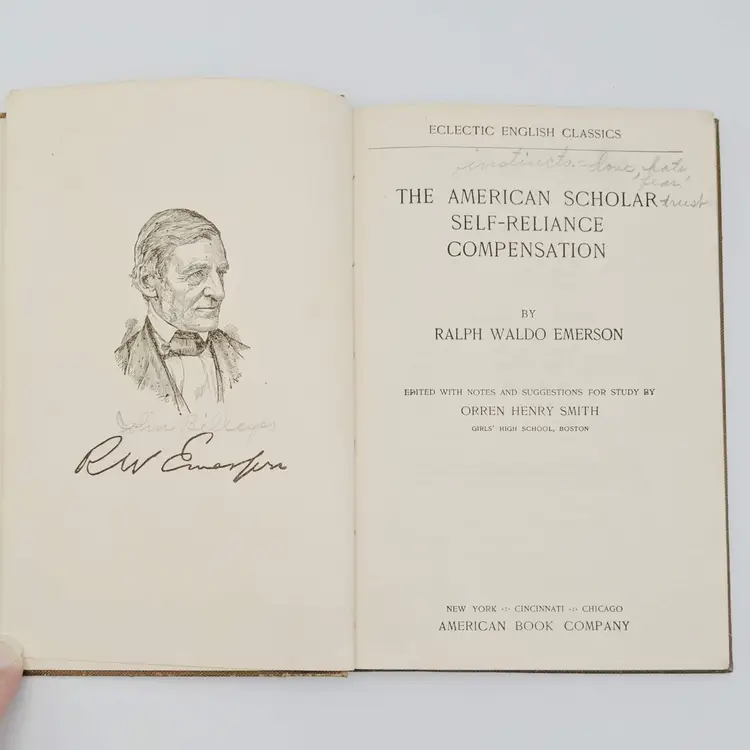 John
R W Emerson
ECLECTIC ENGLISH CLASSICS
instincts = love, hate
fear
trust
THE AMERICAN SCHOLAR
SELF-RELIANCE
COMPENSATION
BY
RALPH WALDO EMERSON
EDITED WITH NOTES AND SUGGESTIONS FOR STUDY BY
ORREN HENRY SMITH
GIRLS' HIGH SCHOOL, BOSTON
NEW YORK ·:· CINCINNATI ·:· CHICAGO
AMERICAN BOOK COMPANY